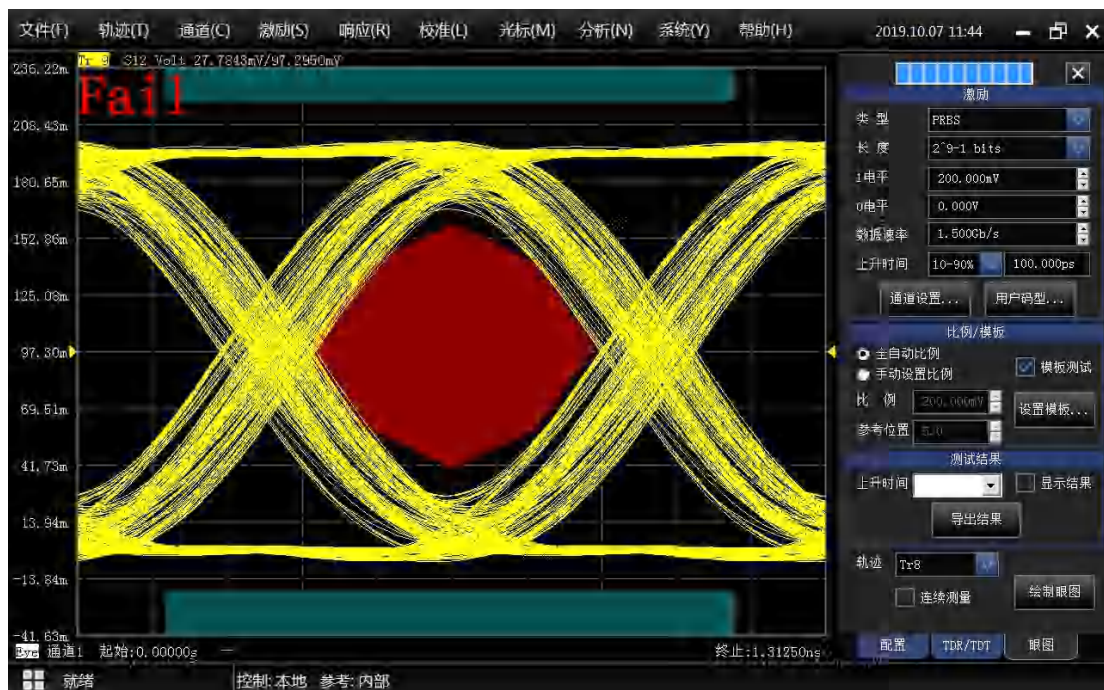 文件(F) 轨迹(T) 通道(C) 激励(S) 响应(R) 校准(L) 光标(M) 分析(N) 系统(Y) 帮助(H) 2019.10.07 11:44
Tr 9 S12 Volt 27.7843mV/97.2950mV
Fail
236.22m
208.43m
180.65m
152.86m
125.08m
97.30m
69.51m
41.73m
13.94m
-13.84m
-41.63m
Eye 通道1 起始:0.00000s — 终止:1.31250ns
就绪 控制:本地 参考:内部
激励
类型 PRBS
长度 2^9-1 bits
1电平 200.000mV
0电平 0.000V
数据速率 1.500Gb/s
上升时间 10-90% 100.000ps
通道设置... 用户码型...
比例/模板
全自动比例
手动设置比例
模板测试
比例 200.000mV
设置模板...
参考位置 5.0
测试结果
上升时间 显示结果
导出结果
轨迹 Tr8
连续测量
绘制眼图
配置 TDR/TDT 眼图